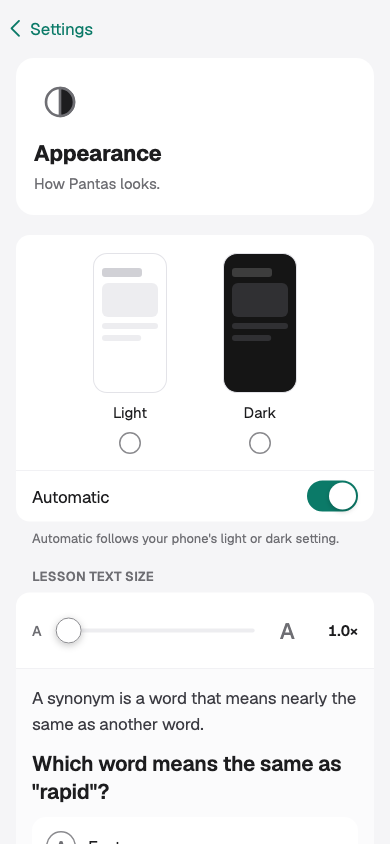 Settings
Appearance
How Pantas looks.
Light
Dark
Automatic
Automatic follows your phone's light or dark setting.
LESSON TEXT SIZE
A
A
1.0×
A synonym is a word that means nearly the
same as another word.
Which word means the same as
"rapid"?